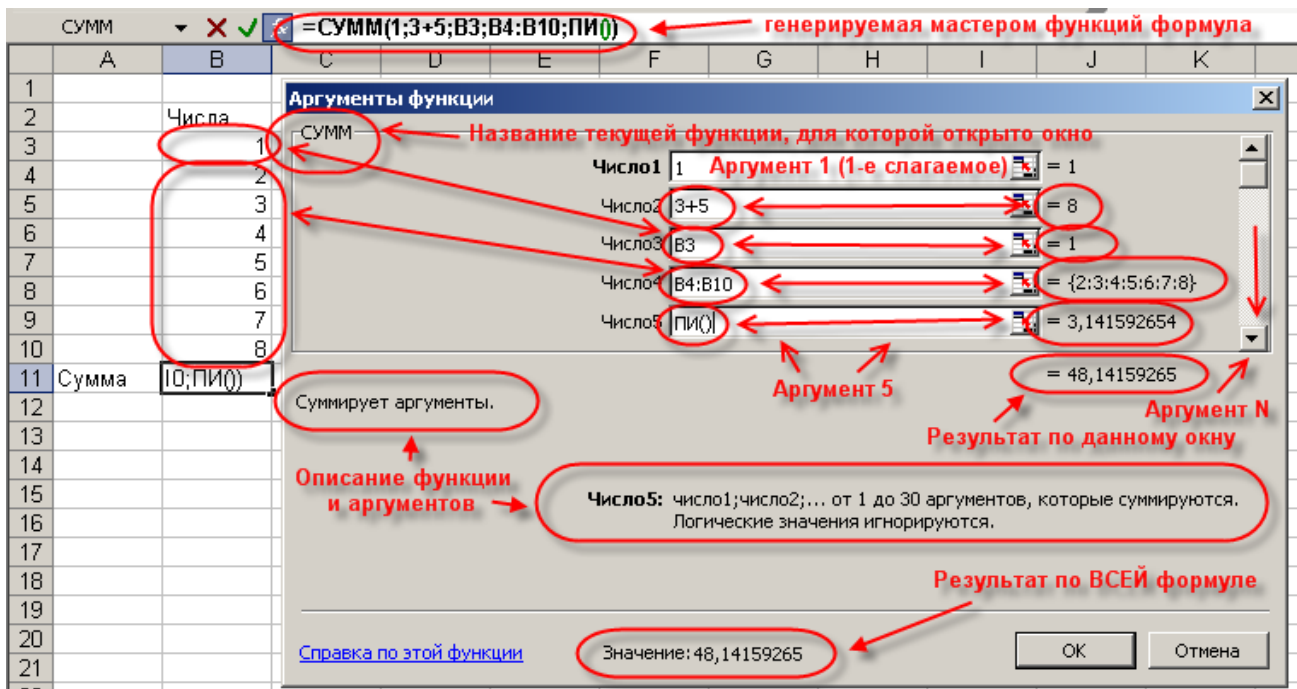 СУММ =СУММ(1;3+5;B3;B4:B10;ПИ()) генерируемая мастером функций формула
A B C D E F G H I J K
1
2 Числа
3 1
4 2
5 3
6 4
7 5
8 6
9 7
10 8
11 Сумма 10;ПИ())
12
13
14
15
16
17
18
19
20
21
Аргументы функции
СУММ Название текущей функции, для которой открыто окно
Число1 1 Аргумент 1 (1-е слагаемое) = 1
Число2 3+5 = 8
Число3 B3 = 1
Число4 B4:B10 = {2:3:4:5:6:7:8}
Число5 ПИ() = 3,141592654
Аргумент 5
= 48,14159265
Аргумент N
Результат по данному окну
Суммирует аргументы.
Описание функции
и аргументов
Число5: число1;число2;... от 1 до 30 аргументов, которые суммируются.
Логические значения игнорируются.
Результат по ВСЕЙ формуле
Справка по этой функции Значение:48,14159265 ОК Отмена